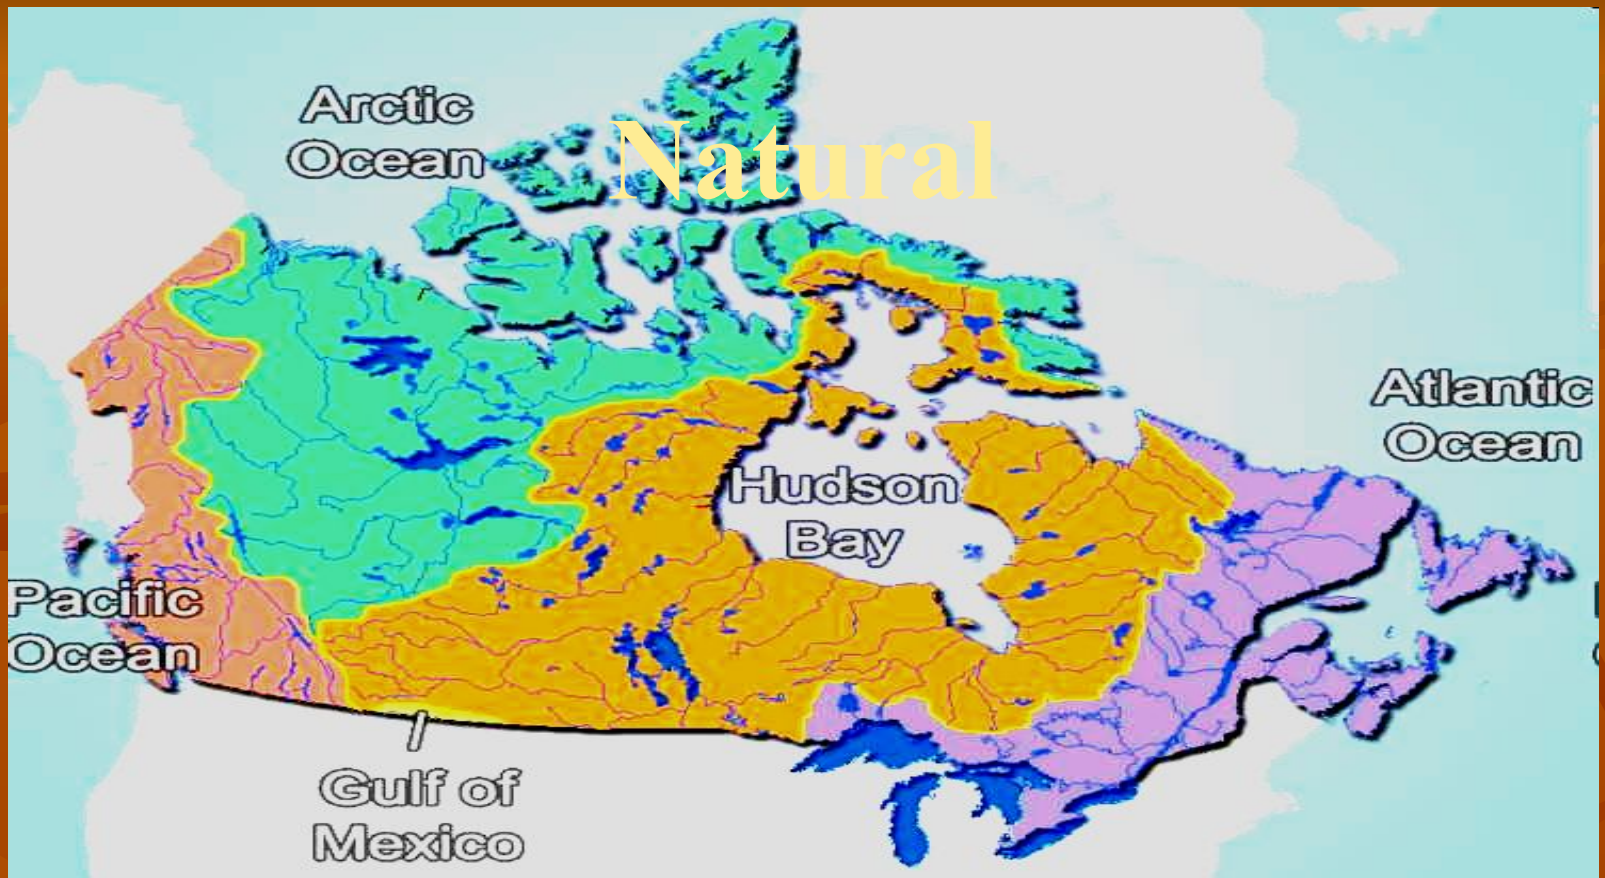 Natural
Arctic
Ocean
Atlantic
Ocean
Hudson
Bay
Pacific
Ocean
Gulf of
Mexico